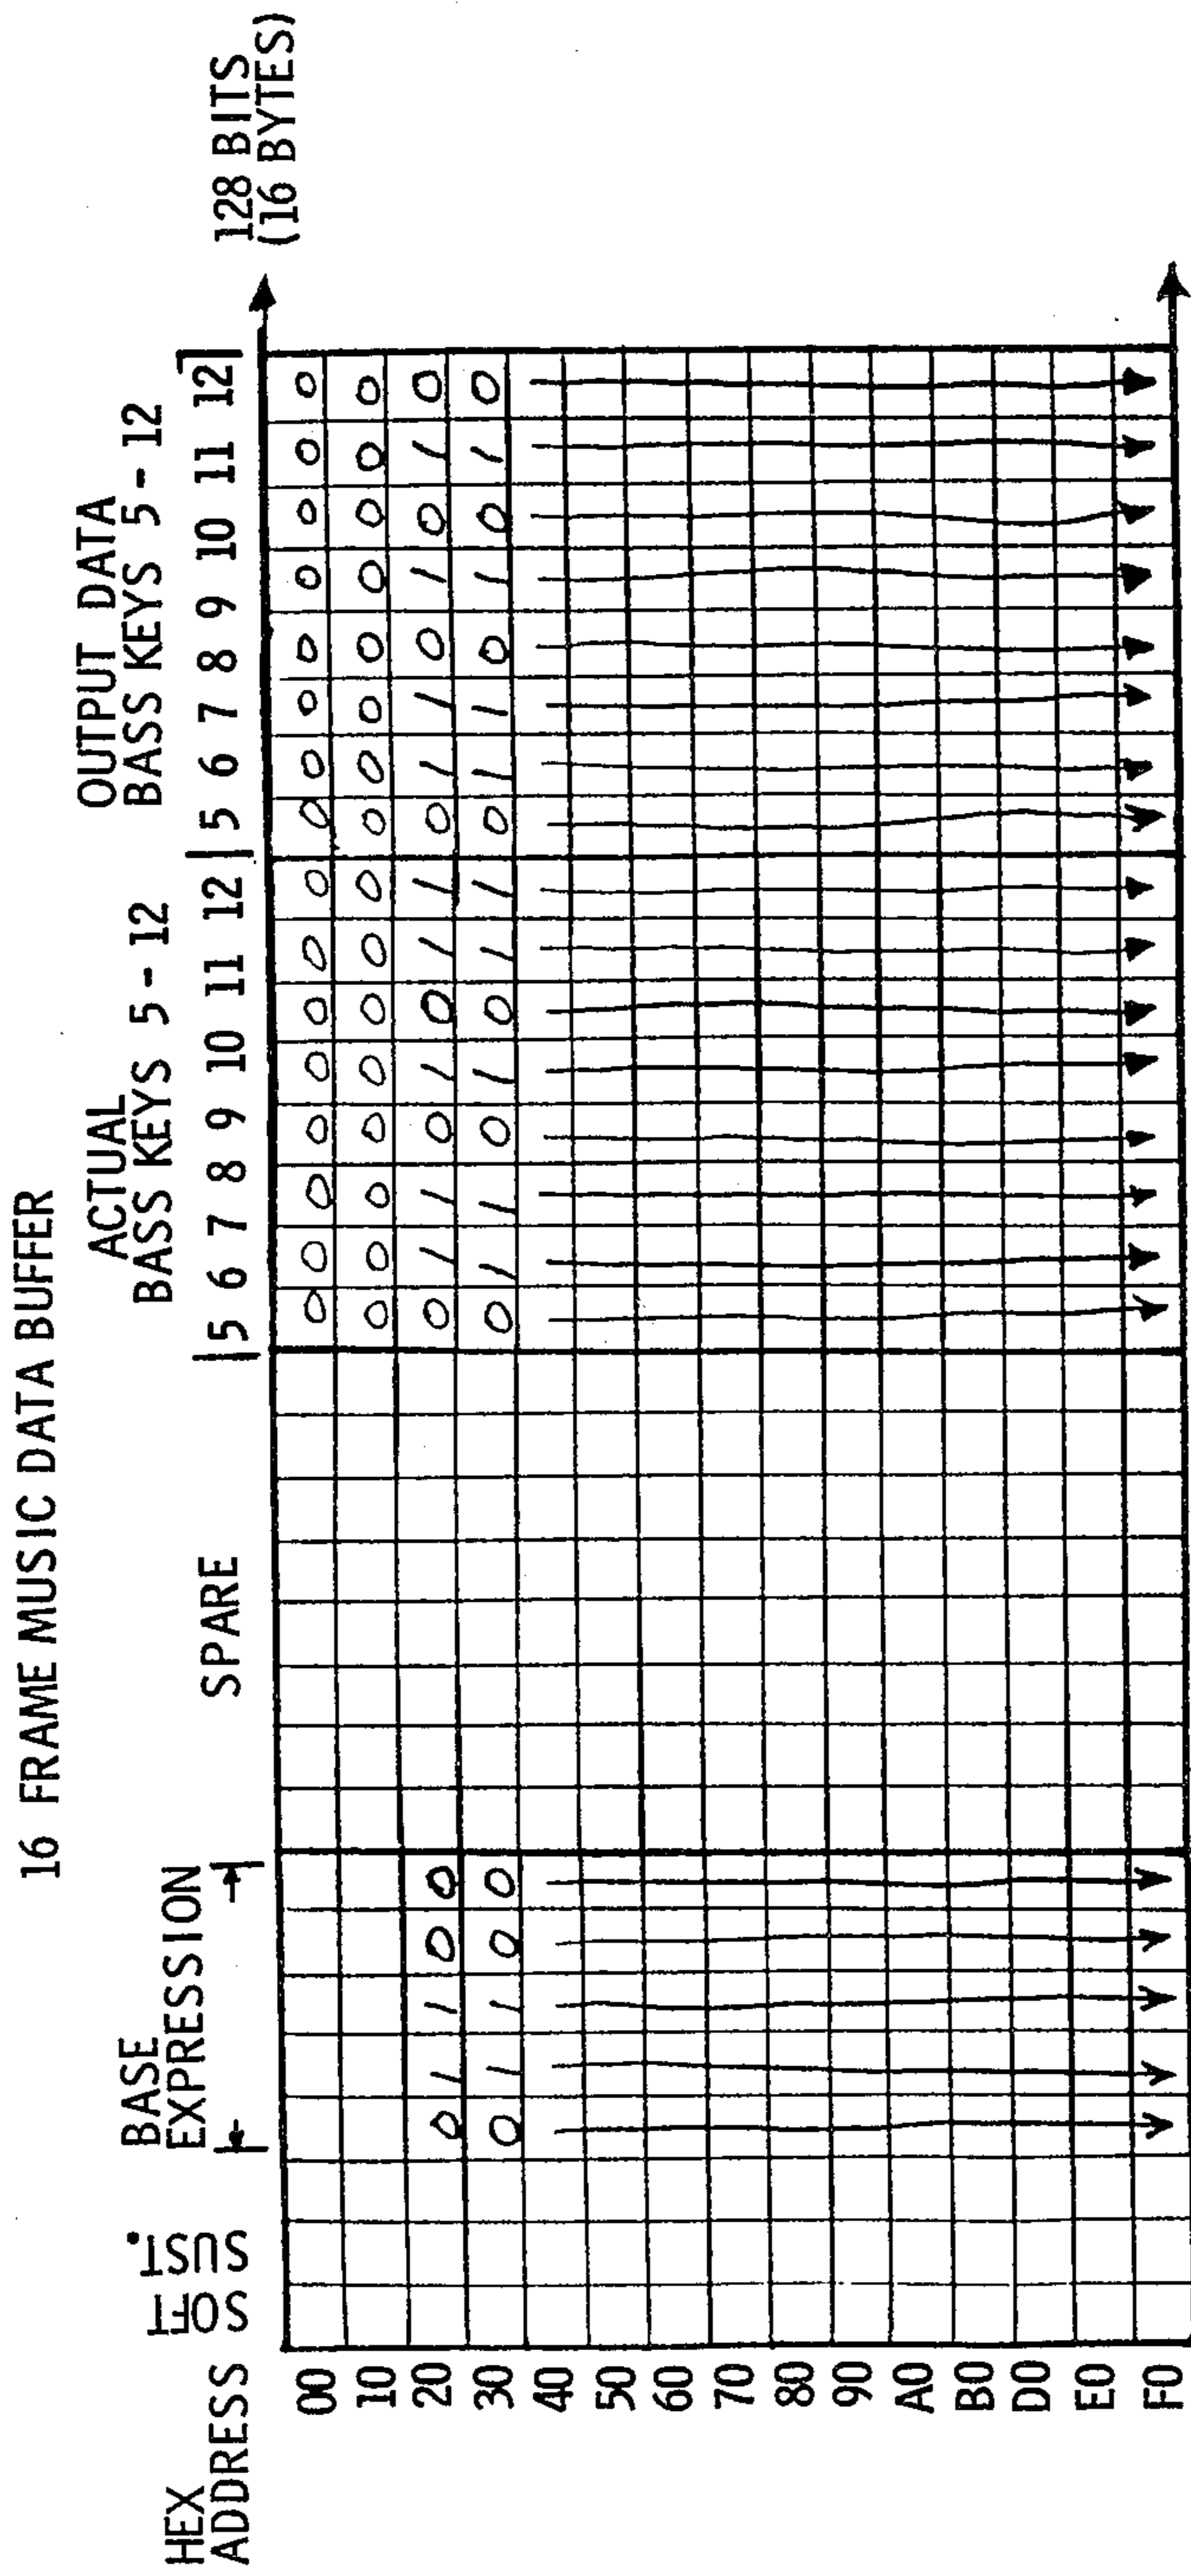 16 FRAME MUSIC DATA BUFFER
HEX
ADDRESS
SOFT
SUST.
BASE
EXPRESSION
SPARE
ACTUAL
BASS KEYS 5-12
5 6 7 8 9 10 11 12
OUTPUT DATA
BASS KEYS 5-12
5 6 7 8 9 10 11 12
128 BITS
(16 BYTES)
00 0 0 0 0 0 0 0 0 0 0 0 0 0 0 0 0
10 0 0 0 0 0 0 0 0 0 0 0 0 0 0 0 0
20 0 1 1 0 0 0 1 1 0 1 0 1 1 0 1 1 0 1 0 1 0
30 0 1 1 0 0 0 1 1 0 1 0 1 1 0 1 1 0 1 0 1 0
40
50
60
70
80
90
A0
B0
D0
E0
F0